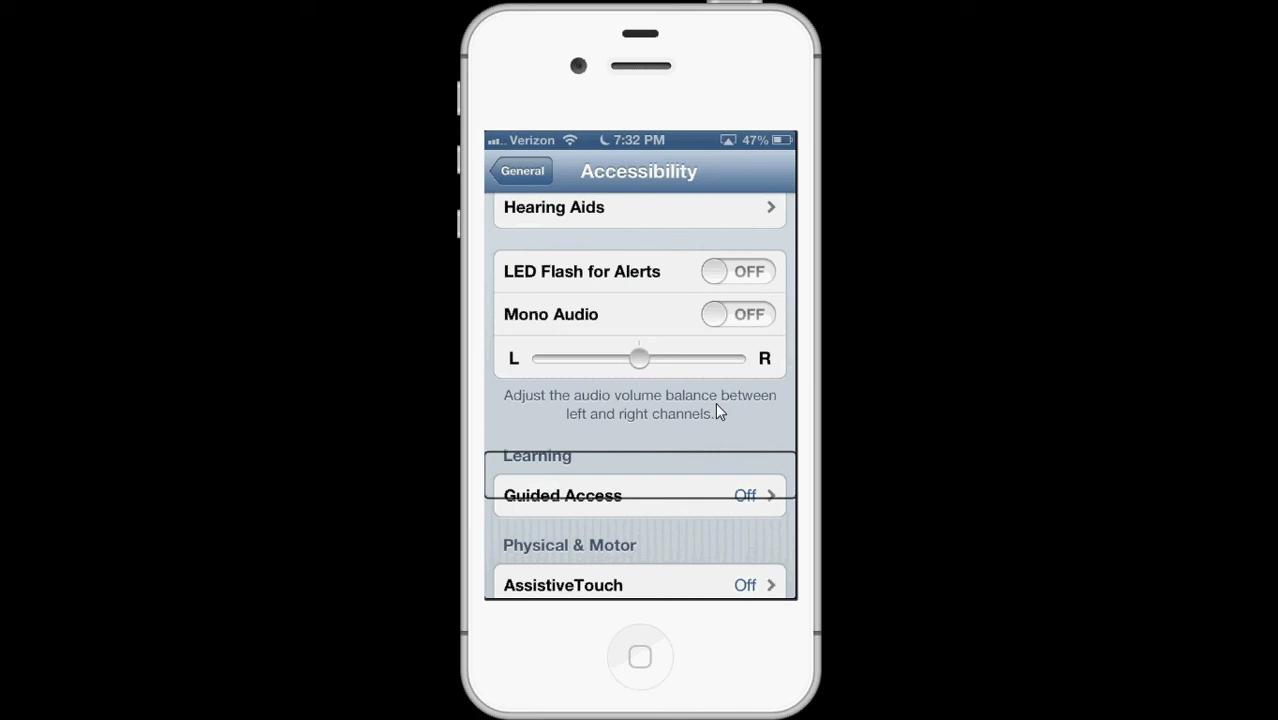 Verizon 7:32 PM 47%
General Accessibility
Hearing Aids
LED Flash for Alerts OFF
Mono Audio OFF
L R
Adjust the audio volume balance between
left and right channels.
Learning
Guided Access Off
Physical & Motor
AssistiveTouch Off